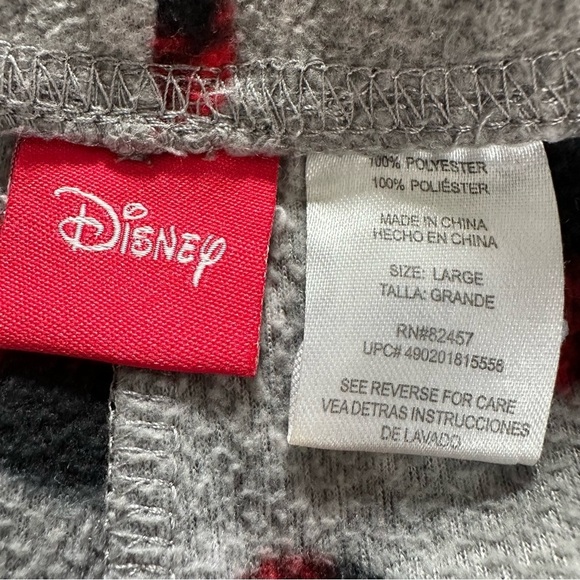 Disney
100% POLYESTER
100% POLIÉSTER
MADE IN CHINA
HECHO EN CHINA
SIZE: LARGE
TALLA: GRANDE
RN#82457
UPC# 490201815558
SEE REVERSE FOR CARE
VEA DETRAS INSTRUCCIONES
DE LAVADO